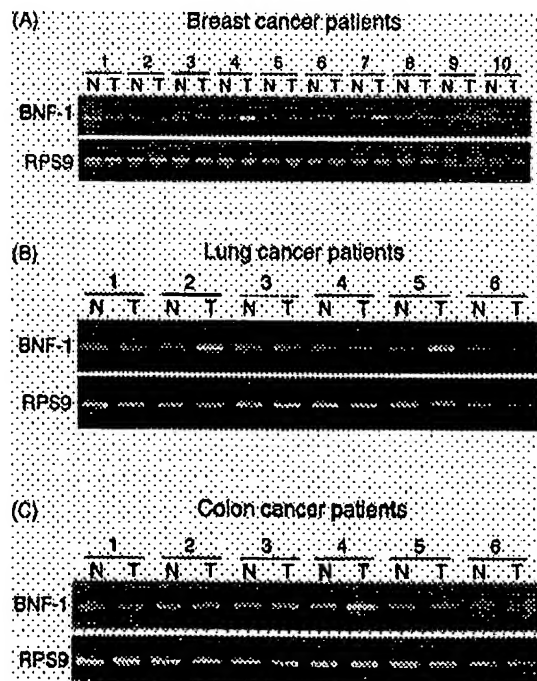 (A) Breast cancer patients
1 2 3 4 5 6 7 8 9 10
N T N T N T N T N T N T N T N T N T N T
BNF-1
RPS9
(B) Lung cancer patients
1 2 3 4 5 6
N T N T N T N T N T N T
BNF-1
RPS9
(C) Colon cancer patients
1 2 3 4 5 6
N T N T N T N T N T N T
BNF-1
RPS9